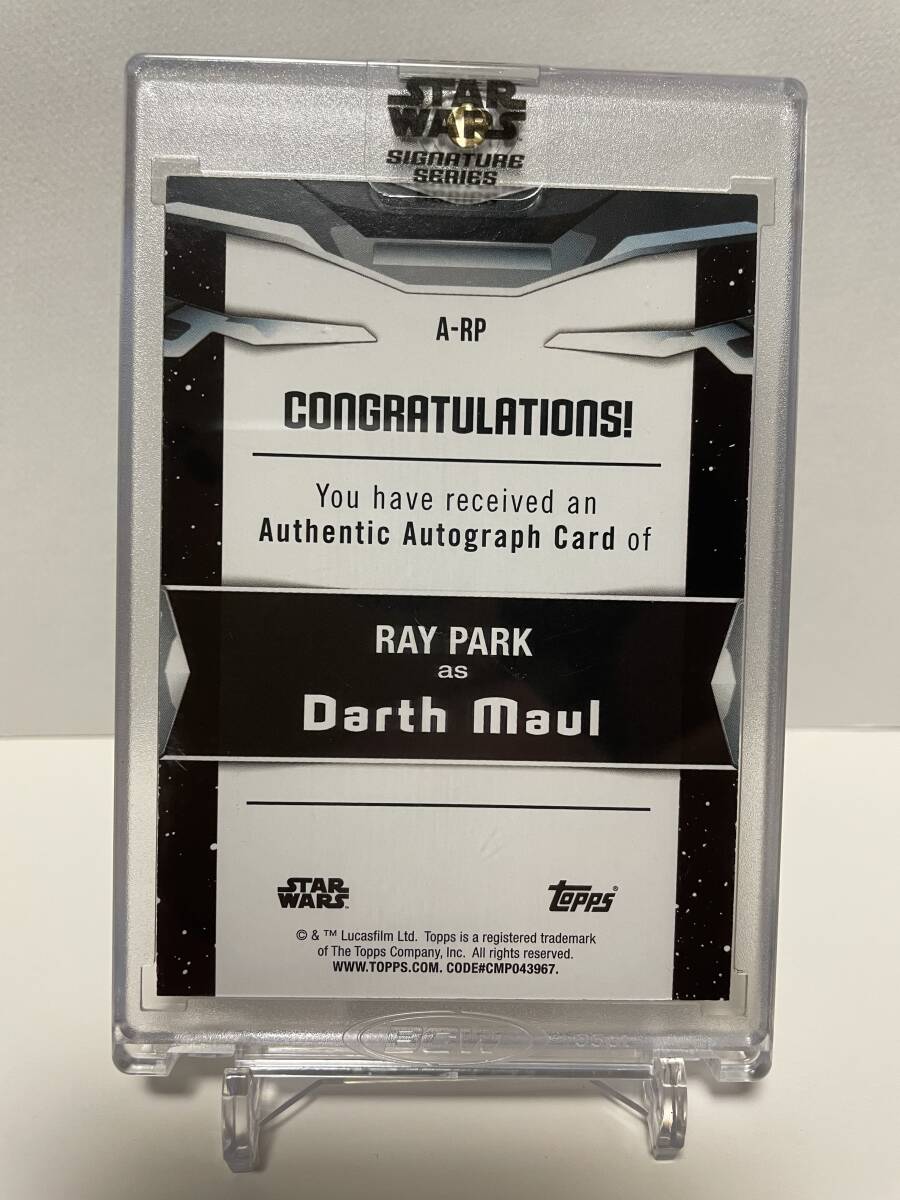 STAR
WARS
SIGNATURE
SERIES
A-RP
CONGRATULATIONS!
You have received an
Authentic Autograph Card of
RAY PARK
as
Darth Maul
STAR
WARS
topps®
© & ™ Lucasfilm Ltd. Topps is a registered trademark
of The Topps Company, Inc. All rights reserved.
WWW.TOPPS.COM. CODE#CMP043967.